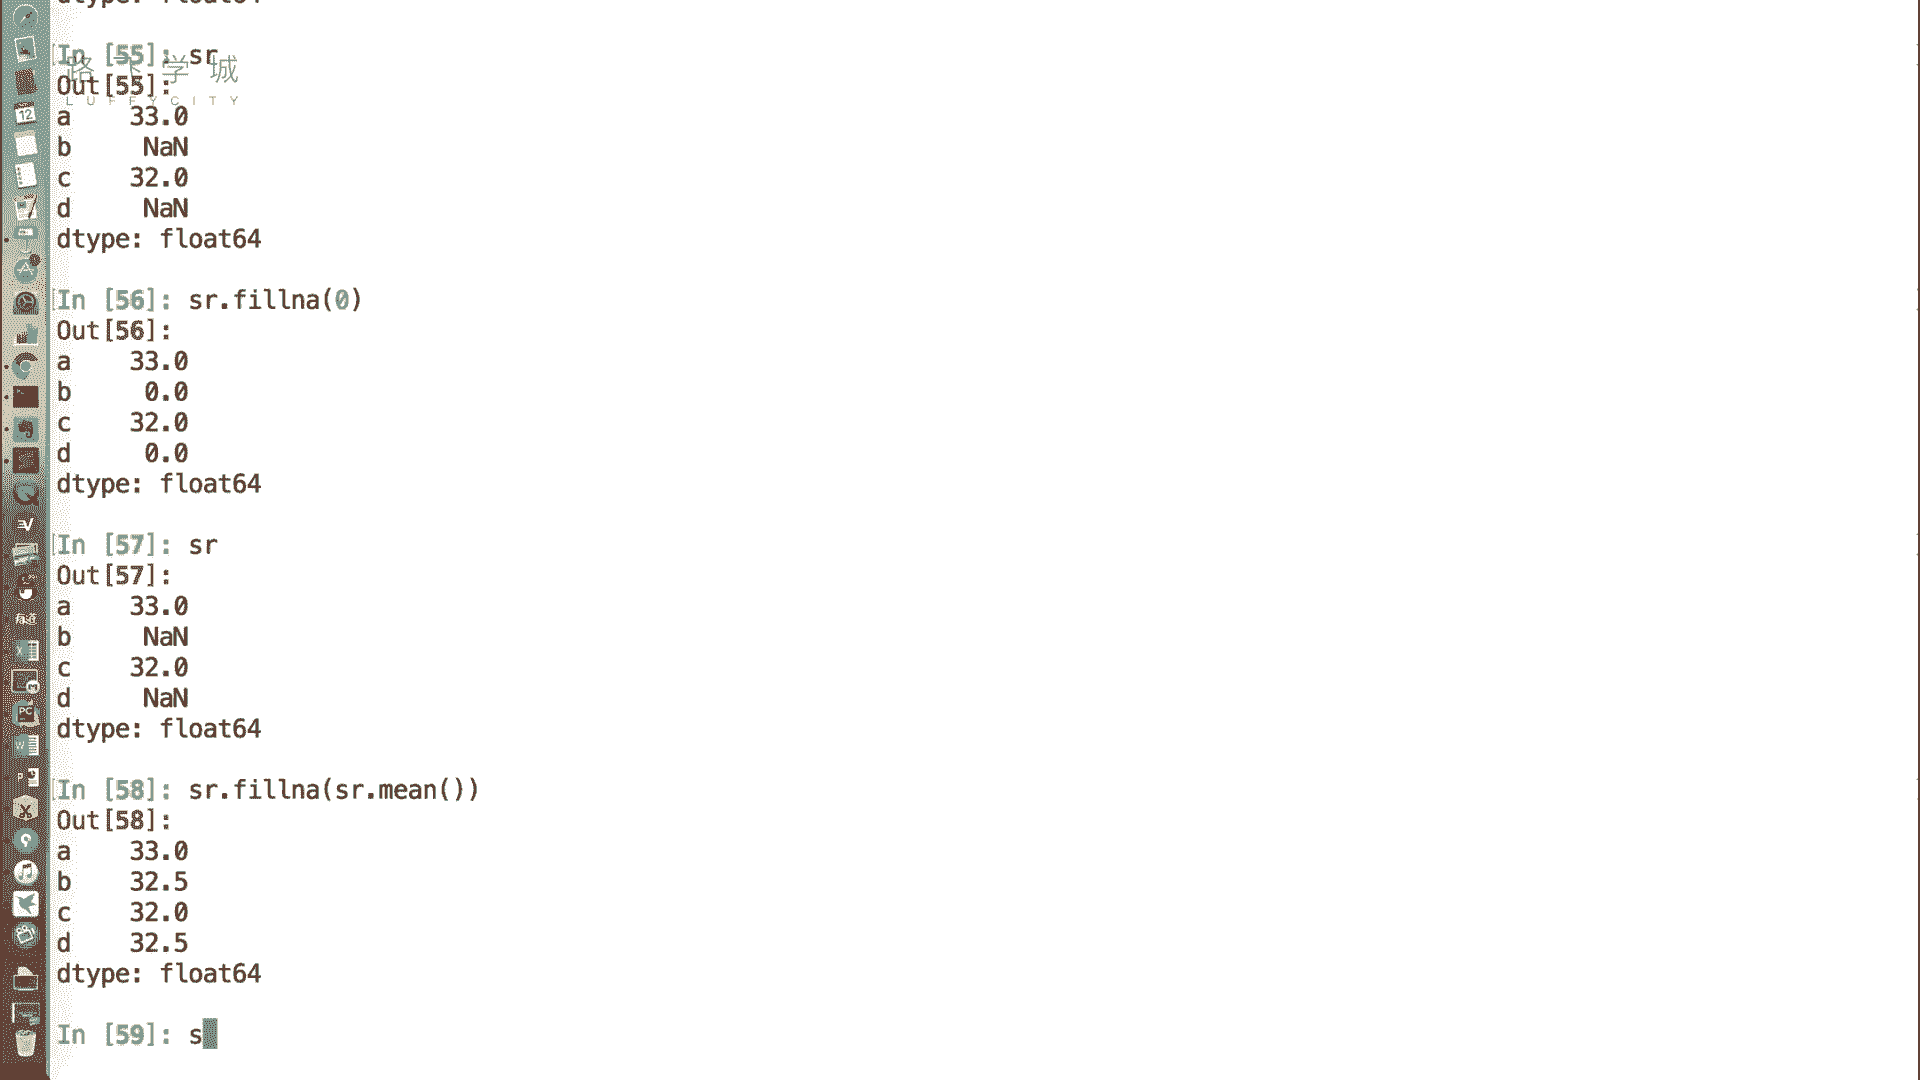 dtype: float64
In [55]: sr
路 飞 学 城
Out[55]:
LUFFYCITY
a 33.0
b NaN
c 32.0
d NaN
dtype: float64
In [56]: sr.fillna(0)
Out[56]:
a 33.0
b 0.0
c 32.0
d 0.0
dtype: float64
In [57]: sr
Out[57]:
a 33.0
b NaN
c 32.0
d NaN
dtype: float64
In [58]: sr.fillna(sr.mean())
Out[58]:
a 33.0
b 32.5
c 32.0
d 32.5
dtype: float64
In [59]: s